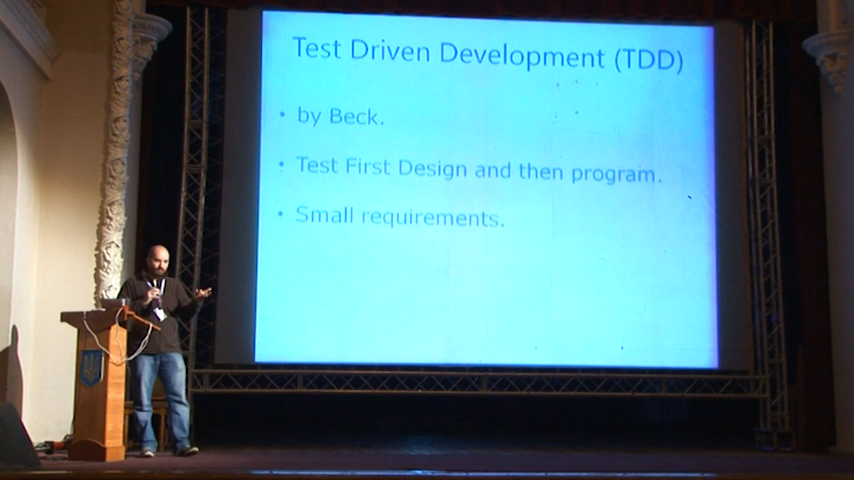 Test Driven Development (TDD)
• by Beck.
• Test First Design and then program.
• Small requirements.